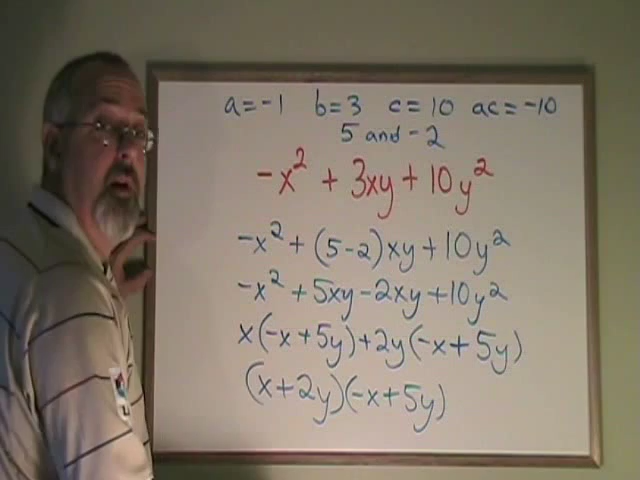 a = -1 b = 3 c = 10 ac = -10
5 and -2
-x² + 3xy + 10y²
-x² + (5-2)xy + 10y²
-x² + 5xy - 2xy + 10y²
x(-x + 5y) + 2y(-x + 5y)
(x + 2y)(-x + 5y)